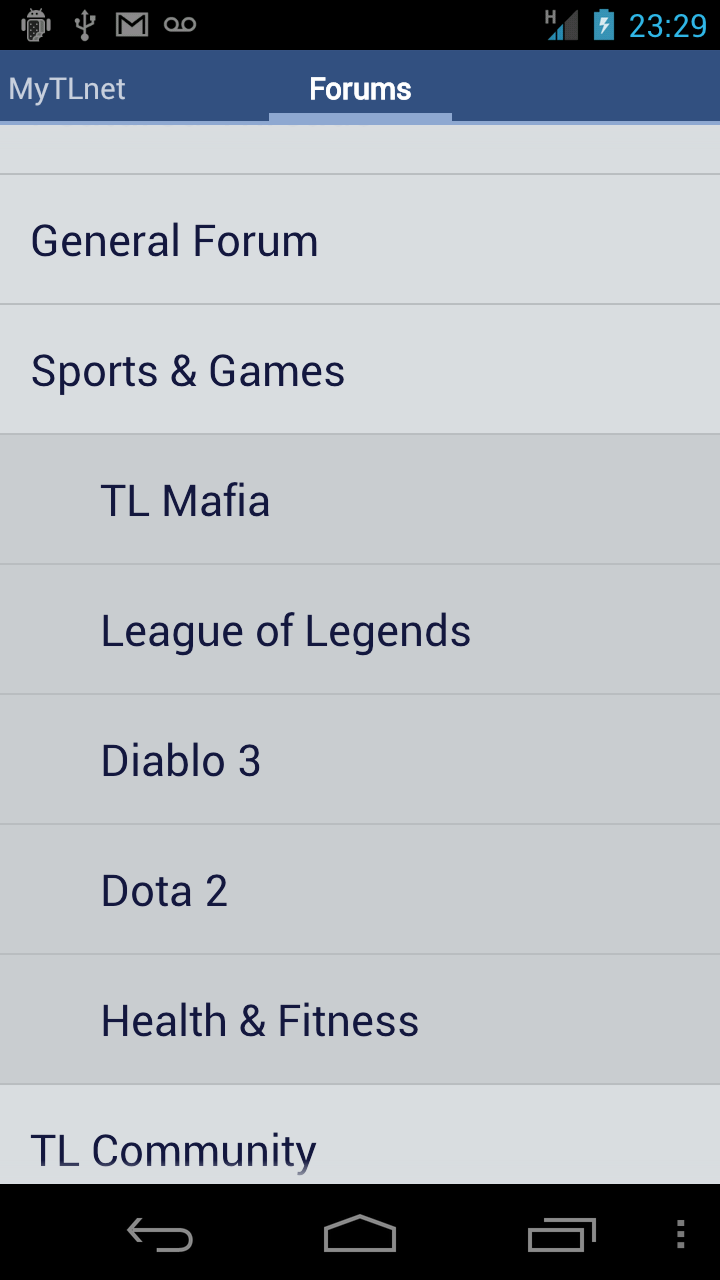 H 23:29
MyTLnet Forums
General Forum
Sports & Games
TL Mafia
League of Legends
Diablo 3
Dota 2
Health & Fitness
TL Community